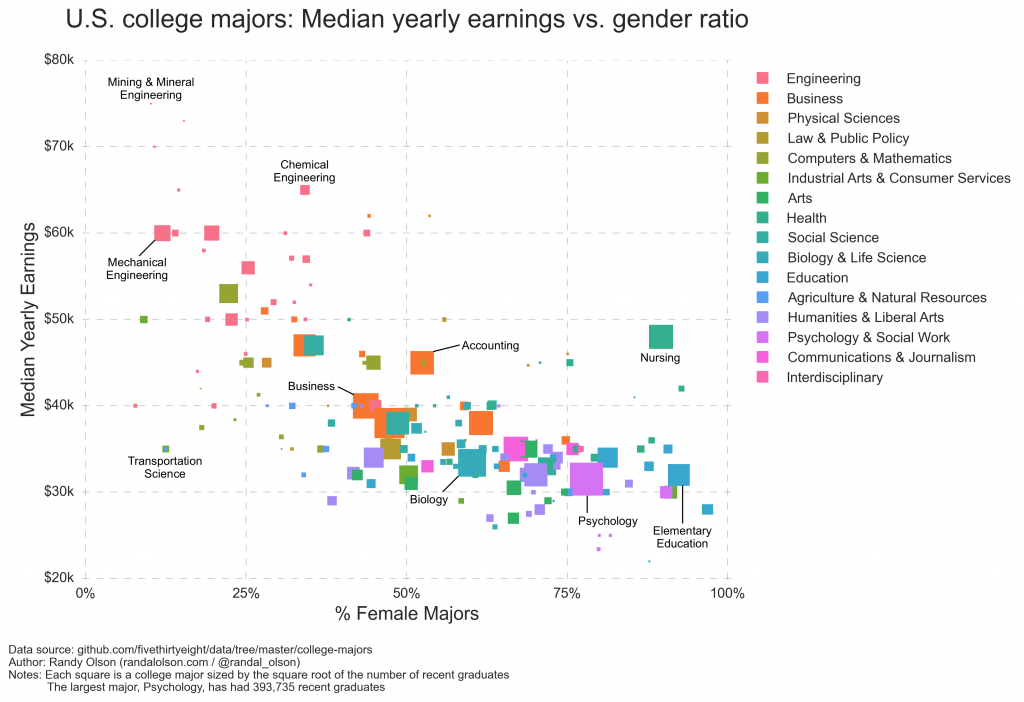 U.S. college majors: Median yearly earnings vs. gender ratio
$80k
$70k
$60k
$50k
$40k
$30k
$20k
Median Yearly Earnings
0%
25%
50%
75%
100%
% Female Majors
Mining & Mineral
Engineering
Chemical
Engineering
Mechanical
Engineering
Accounting
Nursing
Business
Transportation
Science
Biology
Psychology
Elementary
Education
Engineering
Business
Physical Sciences
Law & Public Policy
Computers & Mathematics
Industrial Arts & Consumer Services
Arts
Health
Social Science
Biology & Life Science
Education
Agriculture & Natural Resources
Humanities & Liberal Arts
Psychology & Social Work
Communications & Journalism
Interdisciplinary
Data source: github.com/fivethirtyeight/data/tree/master/college-majors
Author: Randy Olson (randalolson.com / @randal_olson)
Notes: Each square is a college major sized by the square root of the number of recent graduates
The largest major, Psychology, has had 393,735 recent graduates